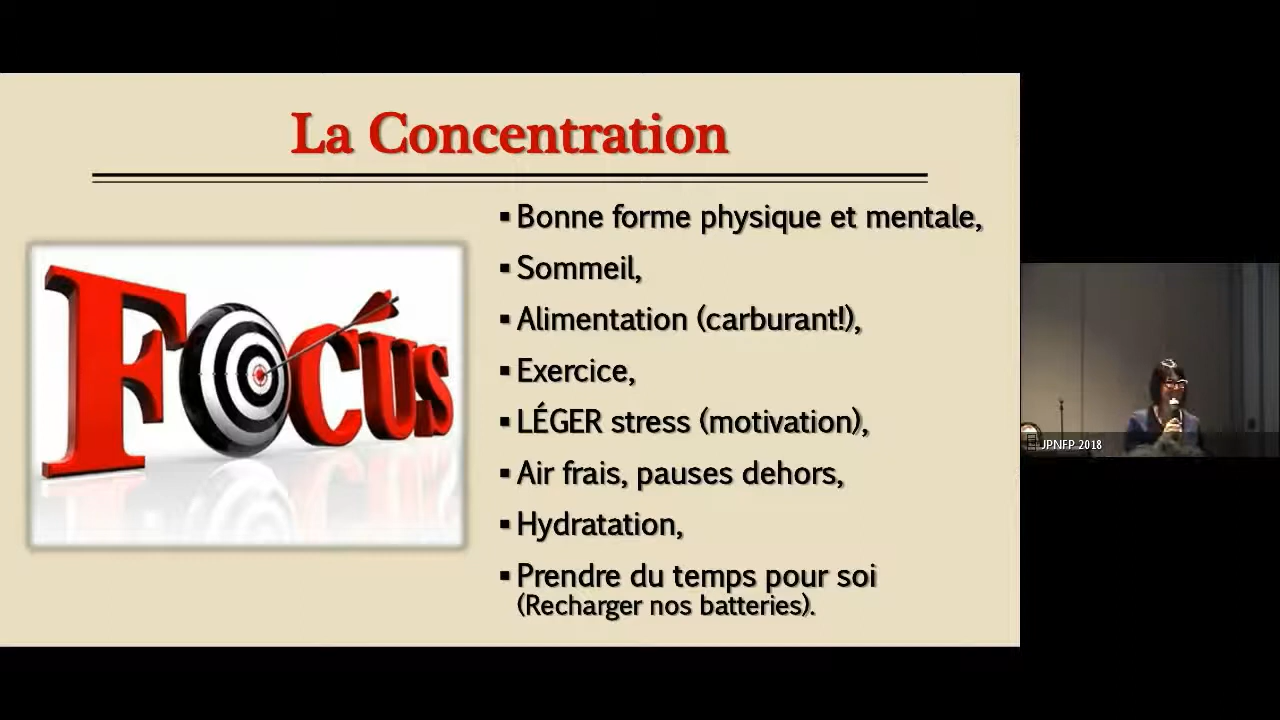 La Concentration
FOCUS
▪ Bonne forme physique et mentale,
▪ Sommeil,
▪ Alimentation (carburant!),
▪ Exercice,
▪ LÉGER stress (motivation),
▪ Air frais, pauses dehors,
▪ Hydratation,
▪ Prendre du temps pour soi
(Recharger nos batteries).
JPNFP 2018